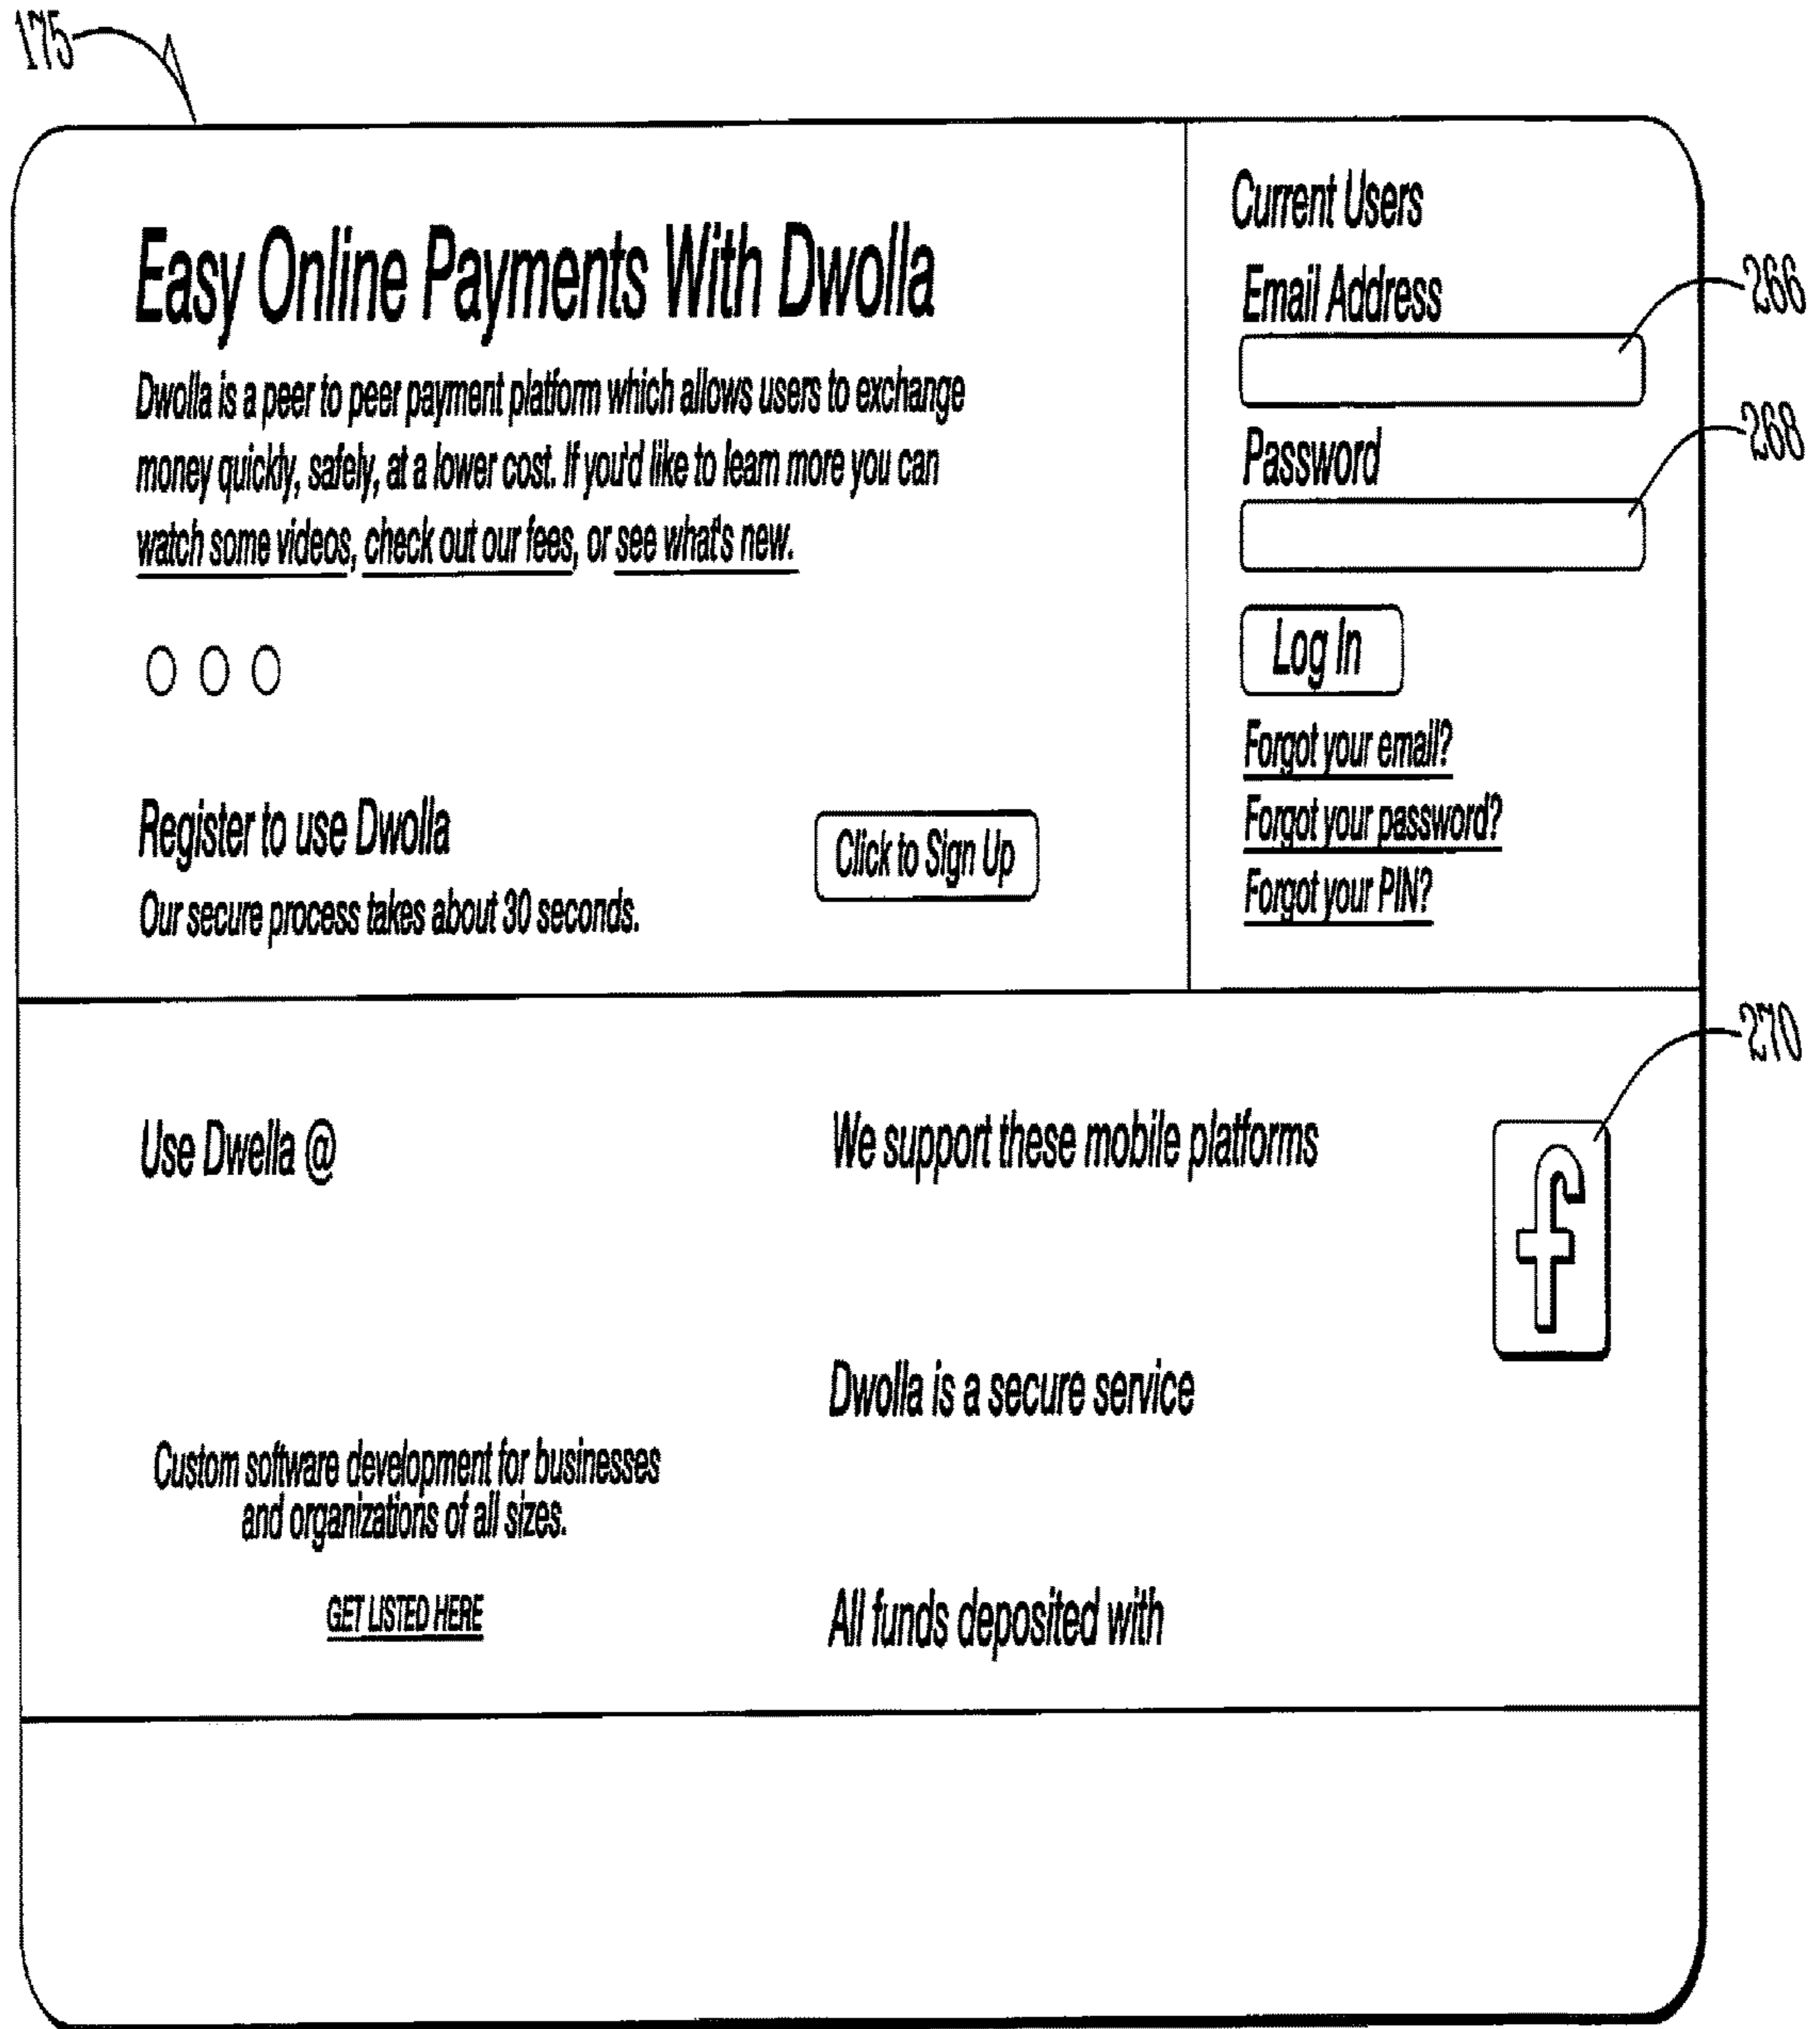 175
Easy Online Payments With Dwolla
Dwolla is a peer to peer payment platform which allows users to exchange
money quickly, safely, at a lower cost. If you'd like to learn more you can
watch some videos, check out our fees, or see what's new.
Register to use Dwolla
Our secure process takes about 30 seconds.
Click to Sign Up
Current Users
Email Address
266
Password
268
Log In
Forgot your email?
Forgot your password?
Forgot your PIN?
270
Use Dwella @
Custom software development for businesses
and organizations of all sizes.
GET LISTED HERE
We support these mobile platforms
f
Dwolla is a secure service
All funds deposited with